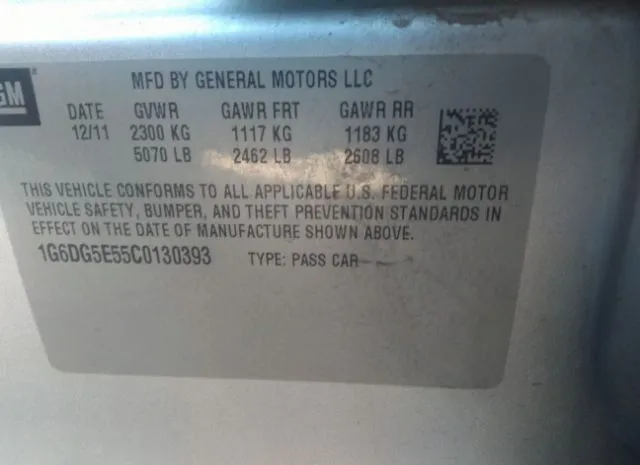 GM
MFD BY GENERAL MOTORS LLC
DATE GVWR GAWR FRT GAWR RR
12/11 2300 KG 1117 KG 1183 KG
5070 LB 2462 LB 2608 LB
THIS VEHICLE CONFORMS TO ALL APPLICABLE U.S. FEDERAL MOTOR
VEHICLE SAFETY, BUMPER, AND THEFT PREVENTION STANDARDS IN
EFFECT ON THE DATE OF MANUFACTURE SHOWN ABOVE.
1G6DG5E55C0130393 TYPE: PASS CAR